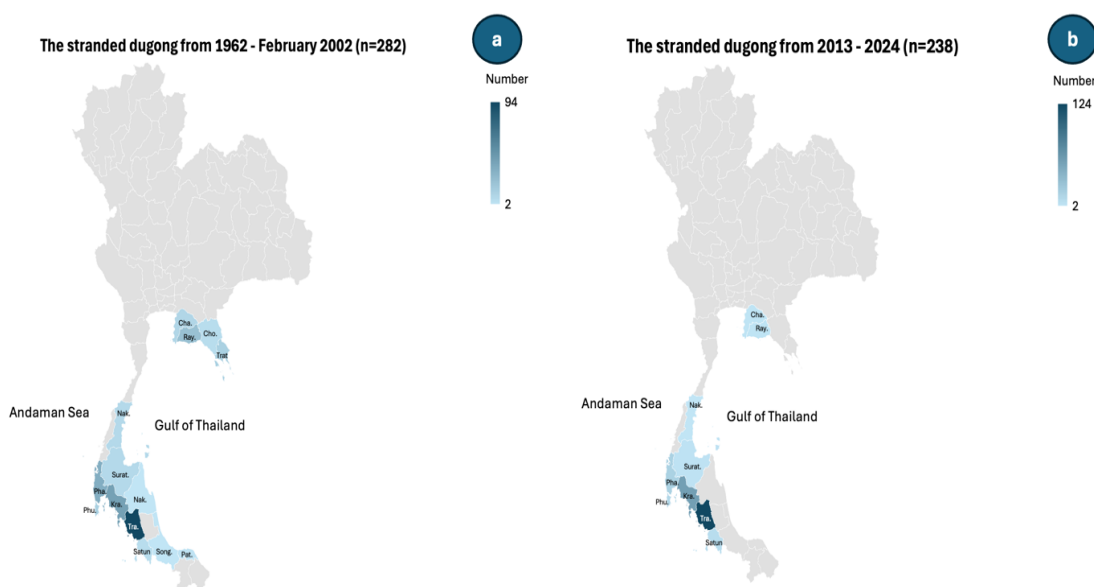 The stranded dugong from 1962 - February 2002 (n=282)
a
Number
94
2
Cha.
Ray.
Cho.
Trat
Andaman Sea
Nak.
Gulf of Thailand
Surat.
Pha.
Kra.
Nak.
Phu.
Tra.
Satun
Song.
Pat.
The stranded dugong from 2013 - 2024 (n=238)
b
Number
124
2
Cha.
Ray.
Andaman Sea
Nak.
Gulf of Thailand
Surat.
Pha.
Kra.
Phu.
Tra.
Satun